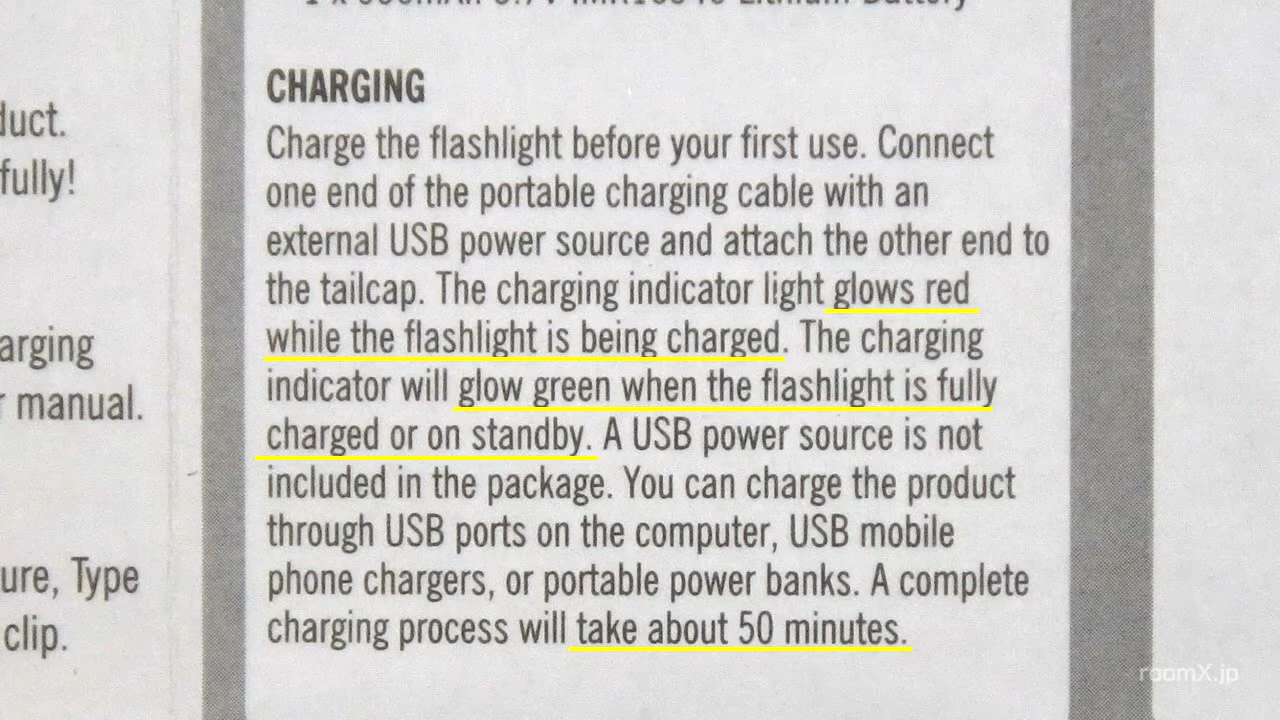 duct.
fully!
arging
manual.
ure, Type
clip.
Lithium Battery
CHARGING
Charge the flashlight before your first use. Connect
one end of the portable charging cable with an
external USB power source and attach the other end to
the tailcap. The charging indicator light glows red
while the flashlight is being charged. The charging
indicator will glow green when the flashlight is fully
charged or on standby. A USB power source is not
included in the package. You can charge the product
through USB ports on the computer, USB mobile
phone chargers, or portable power banks. A complete
charging process will take about 50 minutes.
roomX.jp